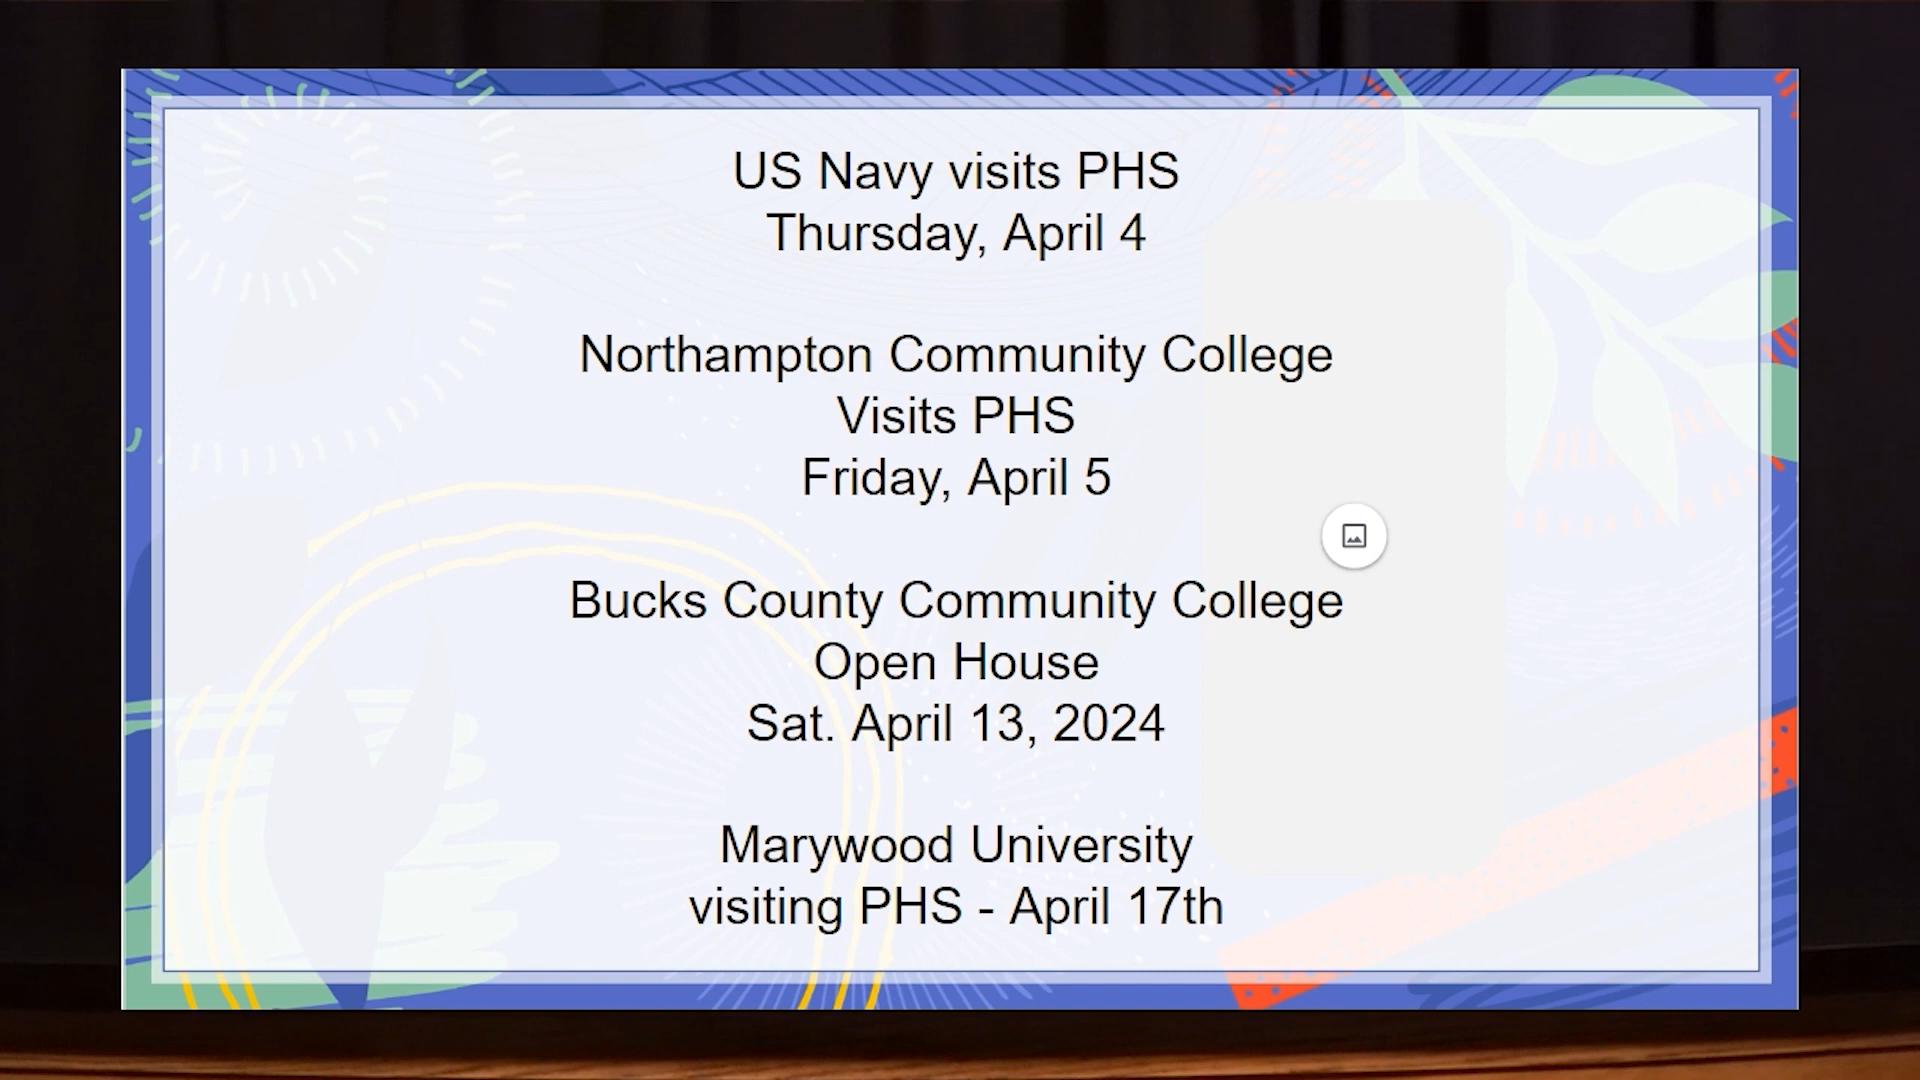 US Navy visits PHS
Thursday, April 4
Northampton Community College
Visits PHS
Friday, April 5
Bucks County Community College
Open House
Sat. April 13, 2024
Marywood University
visiting PHS - April 17th